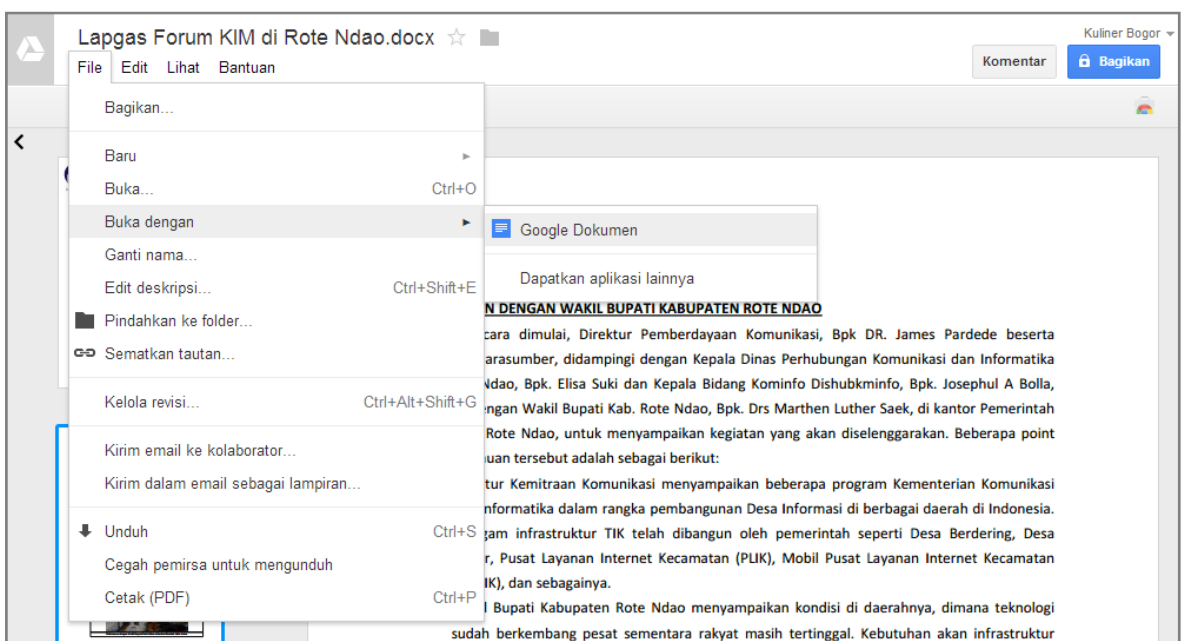 Lapgas Forum KIM di Rote Ndao.docx
Kuliner Bogor
File Edit Lihat Bantuan
Komentar
Bagikan
Bagikan...
Baru
Buka... Ctrl+O
Buka dengan
Google Dokumen
Ganti nama...
Edit deskripsi... Ctrl+Shift+E
Dapatkan aplikasi lainnya
Pindahkan ke folder...
Sematkan tautan...
Kelola revisi... Ctrl+Alt+Shift+G
Kirim email ke kolaborator...
Kirim dalam email sebagai lampiran...
Unduh Ctrl+S
Cegah pemirsa untuk mengunduh
Cetak (PDF) Ctrl+P
N DENGAN WAKIL BUPATI KABUPATEN ROTE NDAO
cara dimulai, Direktur Pemberdayaan Komunikasi, Bpk DR. James Pardede beserta
arasumber, didampingi dengan Kepala Dinas Perhubungan Komunikasi dan Informatika
Ndao, Bpk. Elisa Suki dan Kepala Bidang Kominfo Dishubkminfo, Bpk. Josephul A Bolla,
engan Wakil Bupati Kab. Rote Ndao, Bpk. Drs Marthen Luther Saek, di kantor Pemerintah
Rote Ndao, untuk menyampaikan kegiatan yang akan diselenggarakan. Beberapa point
uan tersebut adalah sebagai berikut:
tur Kemitraan Komunikasi menyampaikan beberapa program Kementerian Komunikasi
nformatika dalam rangka pembangunan Desa Informasi di berbagai daerah di Indonesia.
gam infrastruktur TIK telah dibangun oleh pemerintah seperti Desa Berdering, Desa
r, Pusat Layanan Internet Kecamatan (PLIK), Mobil Pusat Layanan Internet Kecamatan
IK), dan sebagainya.
l Bupati Kabupaten Rote Ndao menyampaikan kondisi di daerahnya, dimana teknologi
sudah berkembang pesat sementara rakyat masih tertinggal. Kebutuhan akan infrastruktur